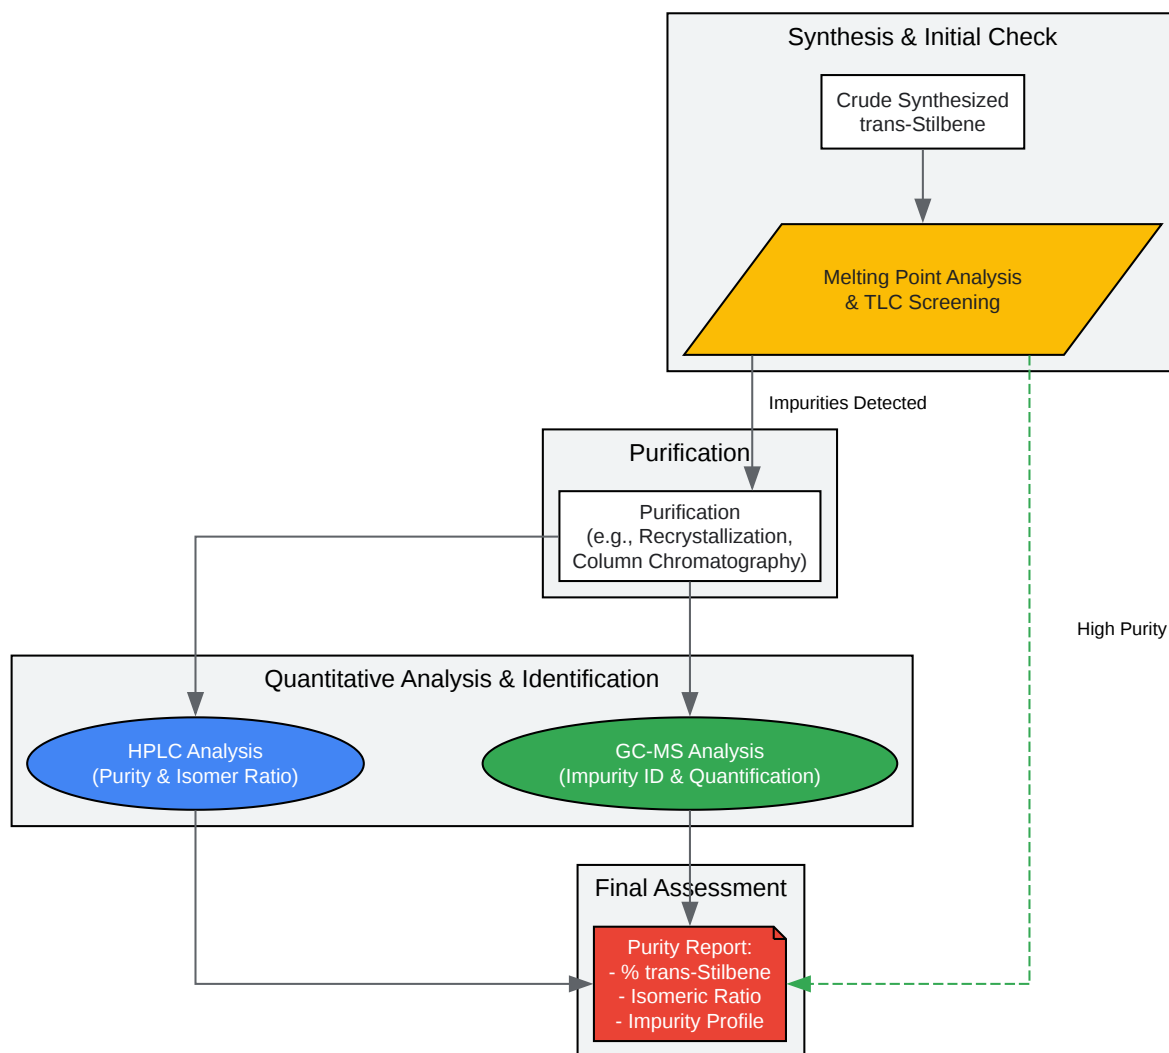 Synthesis & Initial Check
Crude Synthesized
trans-Stilbene
Melting Point Analysis
& TLC Screening
Impurities Detected
Purification
Purification
(e.g., Recrystallization,
Column Chromatography)
High Purity
Quantitative Analysis & Identification
HPLC Analysis
(Purity & Isomer Ratio)
GC-MS Analysis
(Impurity ID & Quantification)
Final Assessment
Purity Report:
- % trans-Stilbene
- Isomeric Ratio
- Impurity Profile